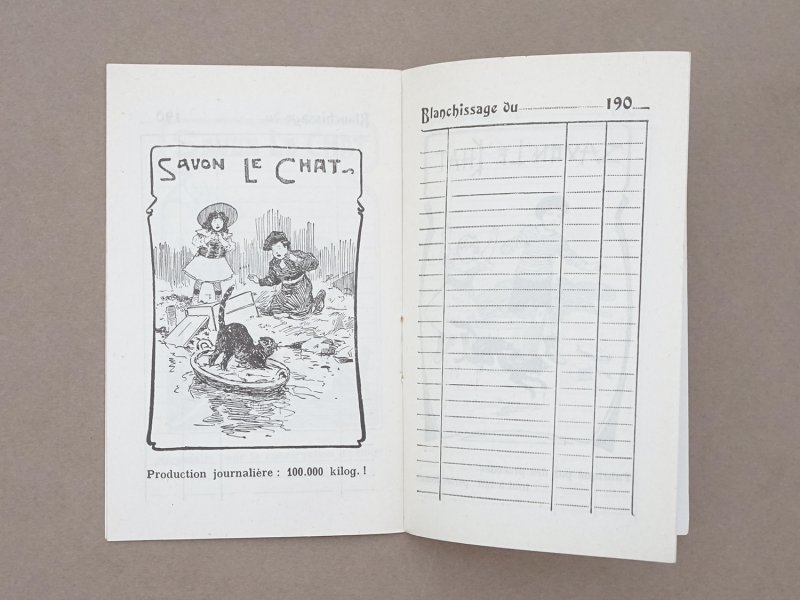 SAVON LE CHAT
Production journalière : 100.000 kilog. !
Blanchissage du 190